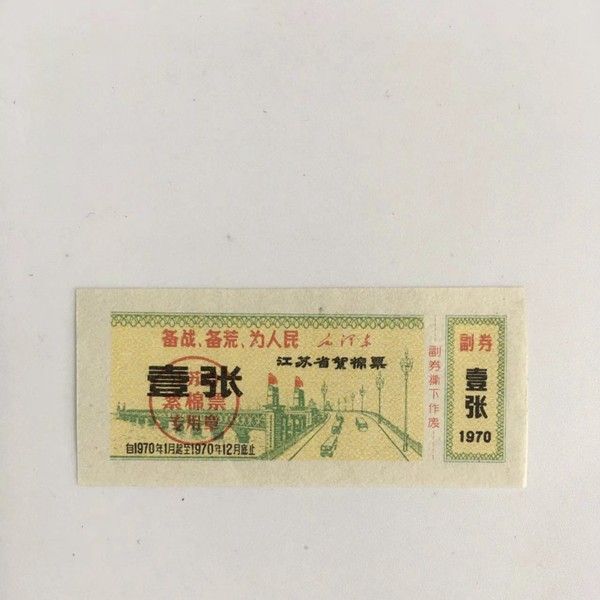 备战、备荒、为人民 毛泽东
江苏省絮棉票
壹张
絮棉票
专用章
自1970年1月起至1970年12月底止
副券撕下作废
副券
壹
张
1970